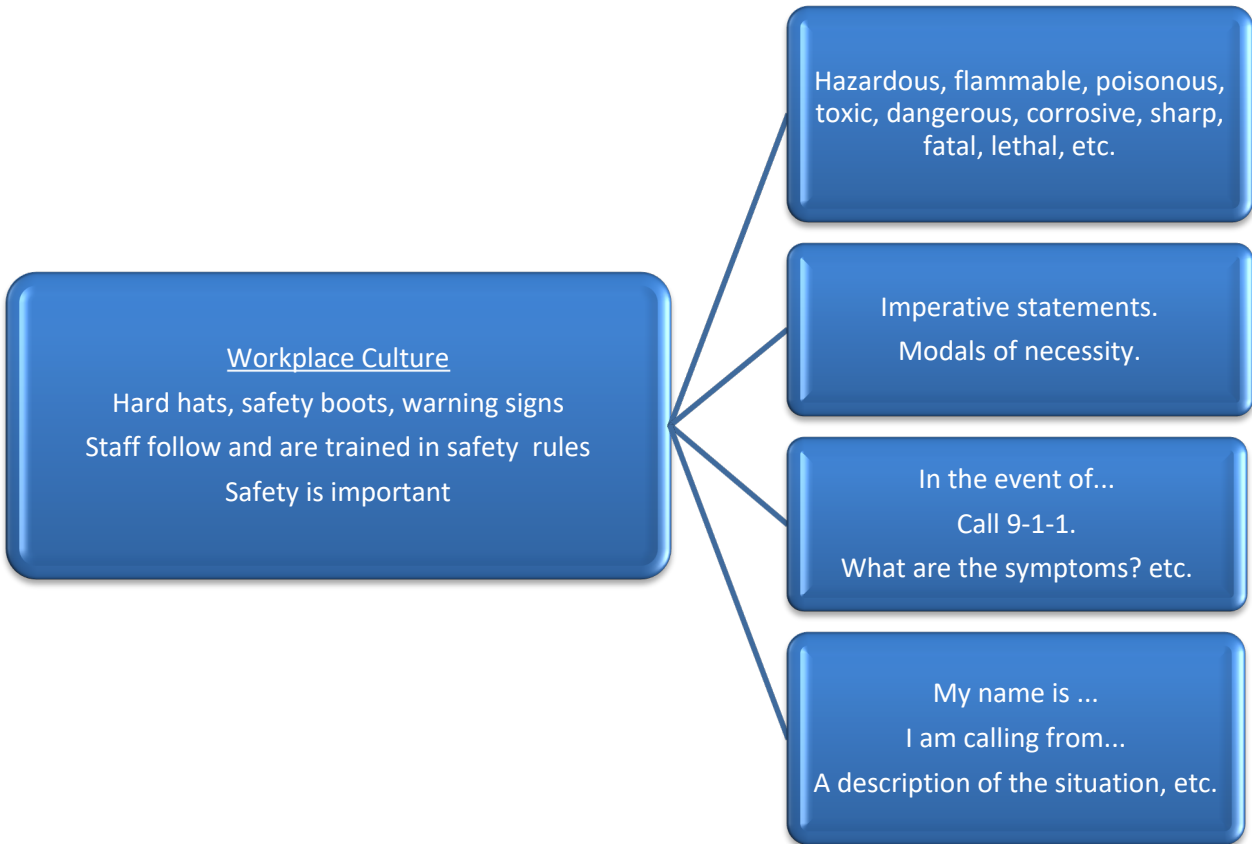 Workplace Culture
Hard hats, safety boots, warning signs
Staff follow and are trained in safety rules
Safety is important
Hazardous, flammable, poisonous,
toxic, dangerous, corrosive, sharp,
fatal, lethal, etc.
Imperative statements.
Modals of necessity.
In the event of...
Call 9-1-1.
What are the symptoms? etc.
My name is ...
I am calling from...
A description of the situation, etc.